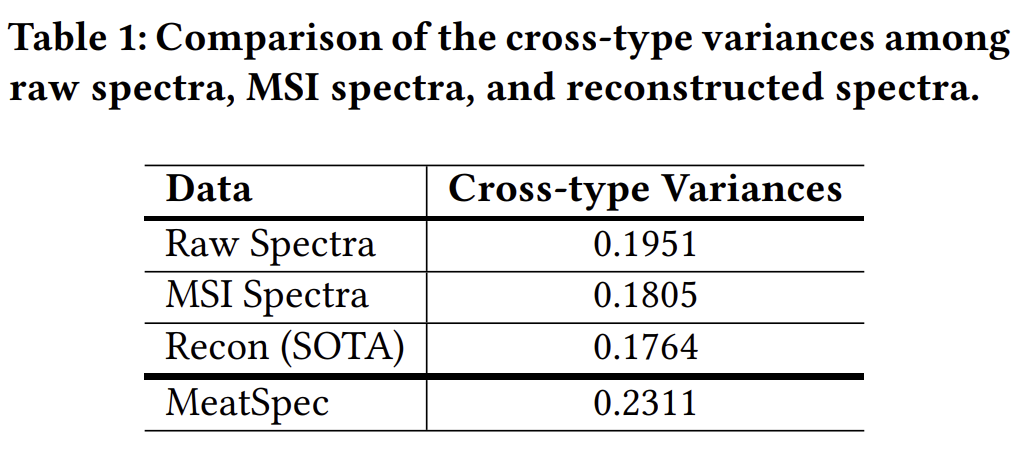 Table 1: Comparison of the cross-type variances among
raw spectra, MSI spectra, and reconstructed spectra.
Data Cross-type Variances
Raw Spectra 0.1951
MSI Spectra 0.1805
Recon (SOTA) 0.1764
MeatSpec 0.2311